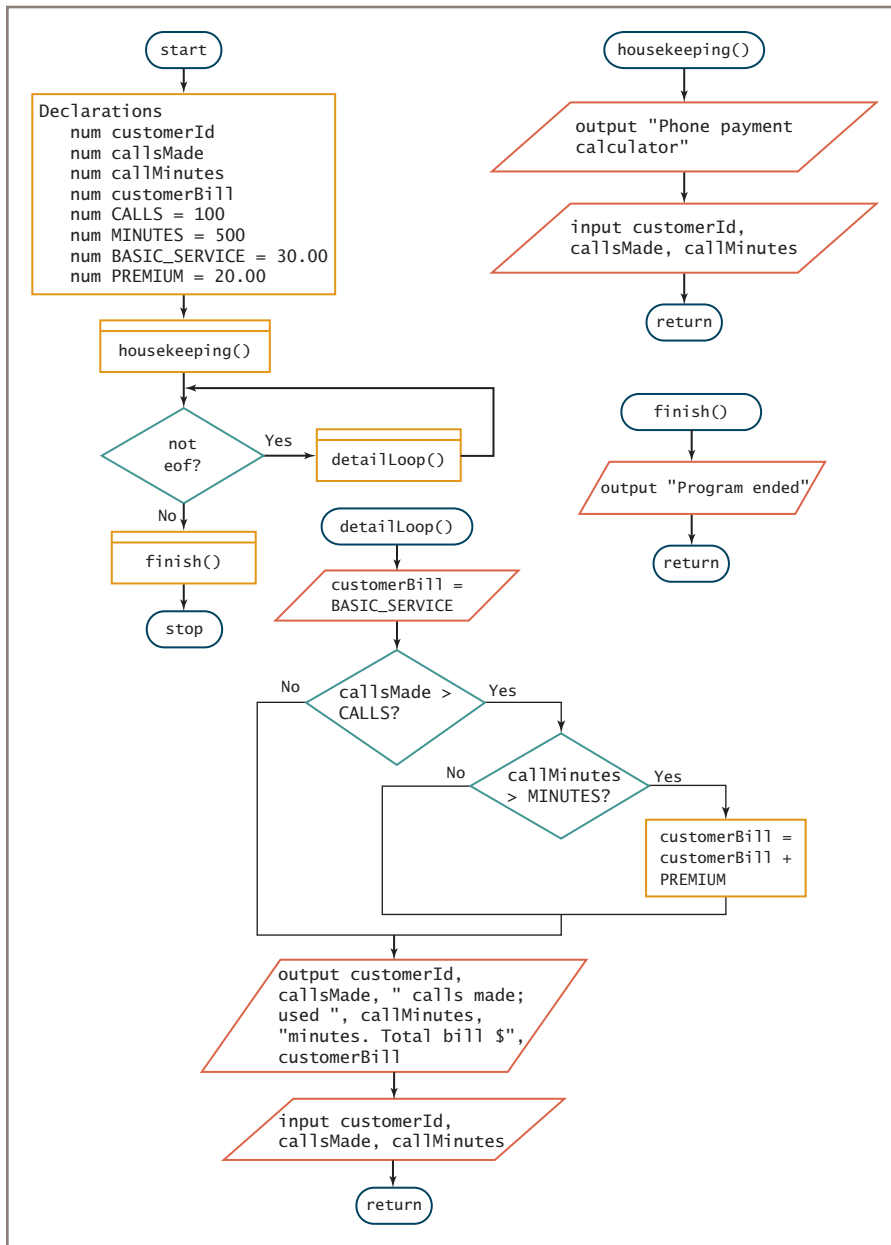 start
Declarations
num customerId
num callsMade
num callMinutes
num customerBill
num CALLS = 100
num MINUTES = 500
num BASIC_SERVICE = 30.00
num PREMIUM = 20.00
housekeeping()
not
eof?
Yes
detailLoop()
No
finish()
stop
housekeeping()
output "Phone payment
calculator"
input customerId,
callsMade, callMinutes
return
finish()
output "Program ended"
return
detailLoop()
customerBill =
BASIC_SERVICE
No
callsMade >
CALLS?
Yes
No
callMinutes
> MINUTES?
Yes
customerBill =
customerBill +
PREMIUM
output customerId,
callsMade, " calls made;
used ", callMinutes,
"minutes. Total bill $",
customerBill
input customerId,
callsMade, callMinutes
return